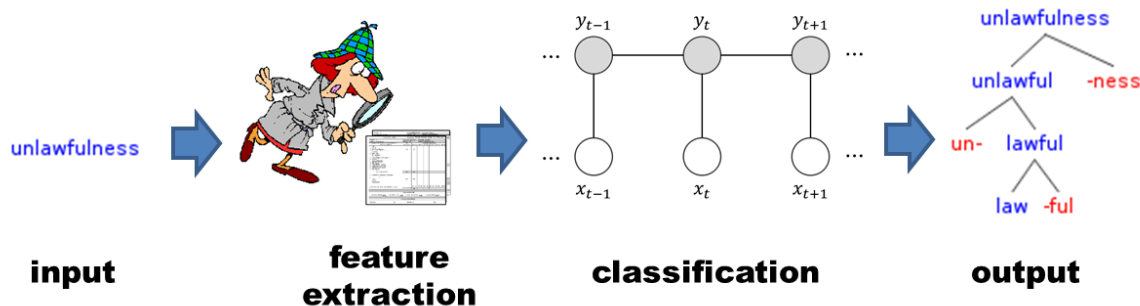 unlawfulness
input
feature
extraction
y_{t-1} y_t y_{t+1}
... ...
... ...
x_{t-1} x_t x_{t+1}
classification
unlawfulness
unlawful -ness
un- lawful
law -ful
output